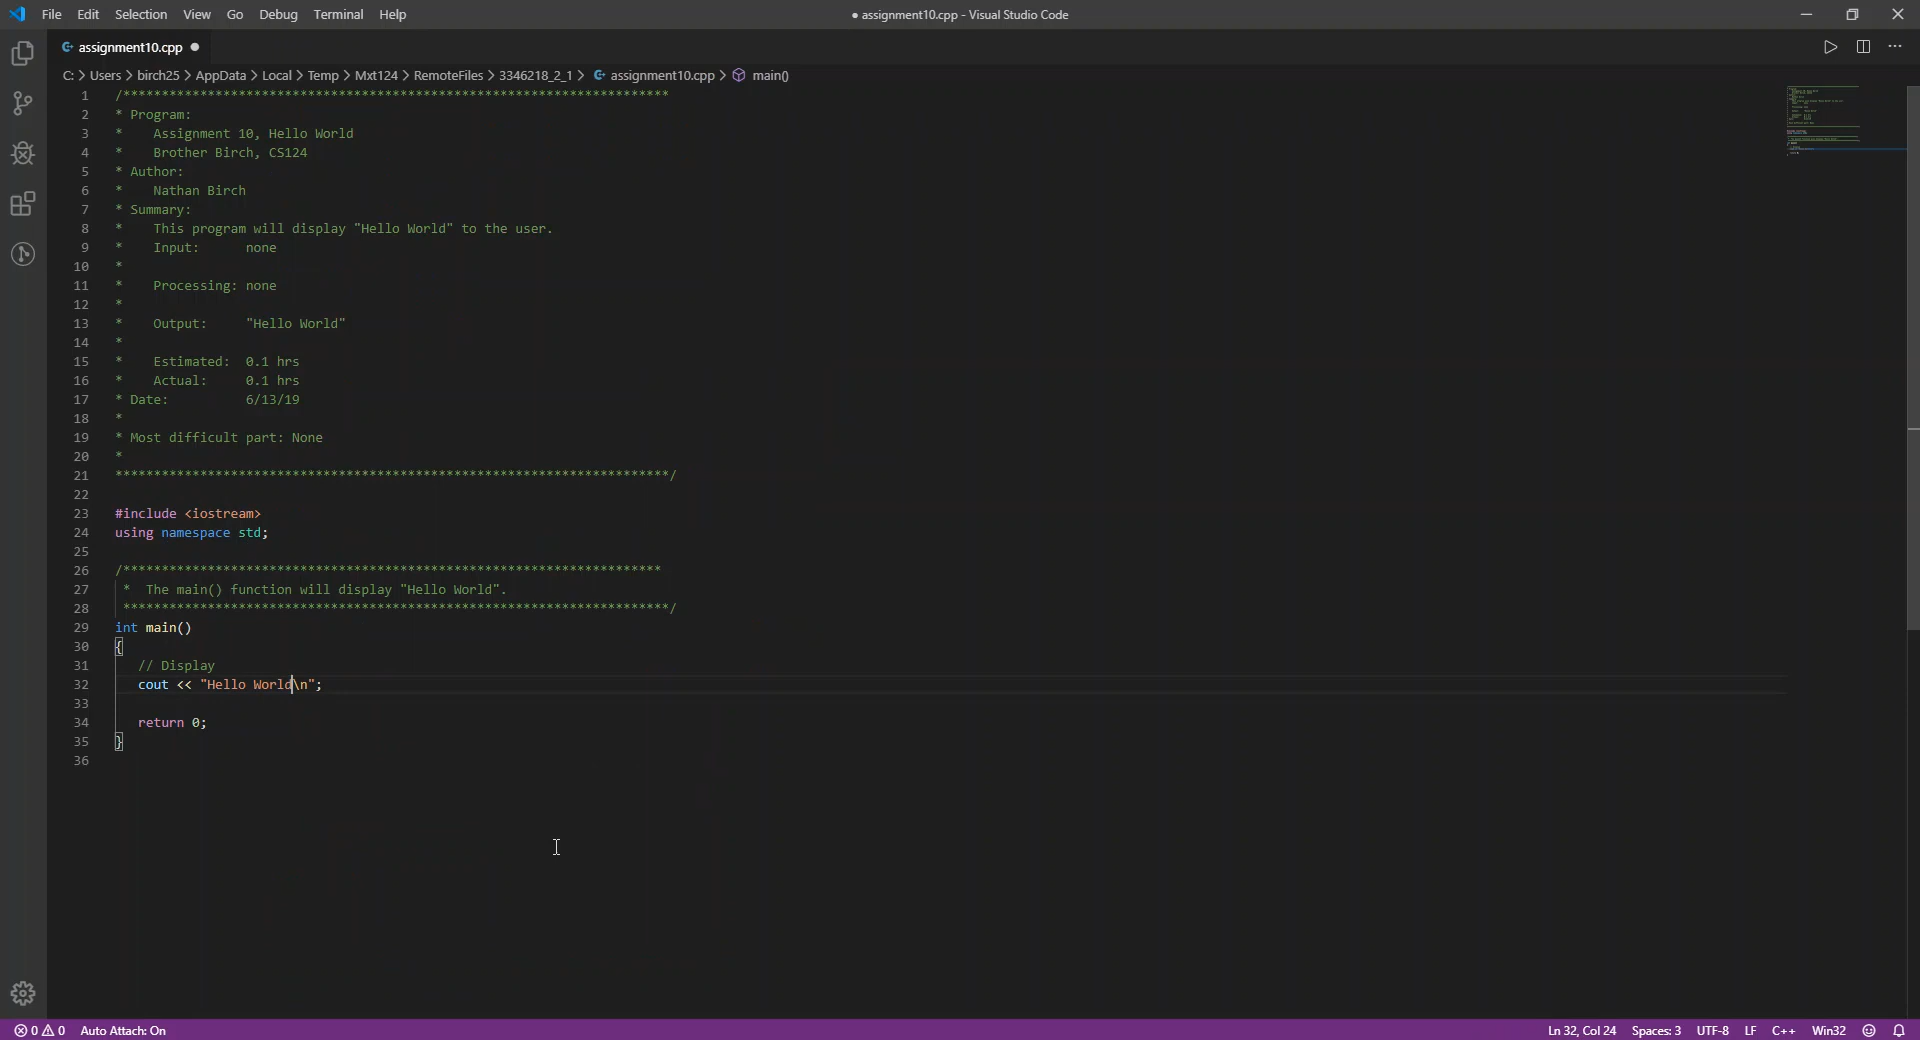 File Edit Selection View Go Debug Terminal Help
● assignment10.cpp - Visual Studio Code
assignment10.cpp ●
C: > Users > birch25 > AppData > Local > Temp > Mxt124 > RemoteFiles > 3346218_2_1 > assignment10.cpp > main()
1 /***********************************************************************
2 * Program:
3 *    Assignment 10, Hello World
4 *    Brother Birch, CS124
5 * Author:
6 *    Nathan Birch
7 * Summary:
8 *    This program will display "Hello World" to the user.
9 *    Input:      none
10 *
11 *    Processing: none
12 *
13 *    Output:     "Hello World"
14 *
15 *    Estimated:  0.1 hrs
16 *    Actual:     0.1 hrs
17 * Date:          6/13/19
18 *
19 * Most difficult part: None
20 *
21 ************************************************************************/
22
23 #include <iostream>
24 using namespace std;
25
26 /**********************************************************************
27  *  The main() function will display "Hello World".
28  ***********************************************************************/
29 int main()
30 {
31    // Display
32    cout << "Hello World\n";
33
34    return 0;
35 }
36
0 0 Auto Attach: On
Ln 32, Col 24 Spaces: 3 UTF-8 LF C++ Win32